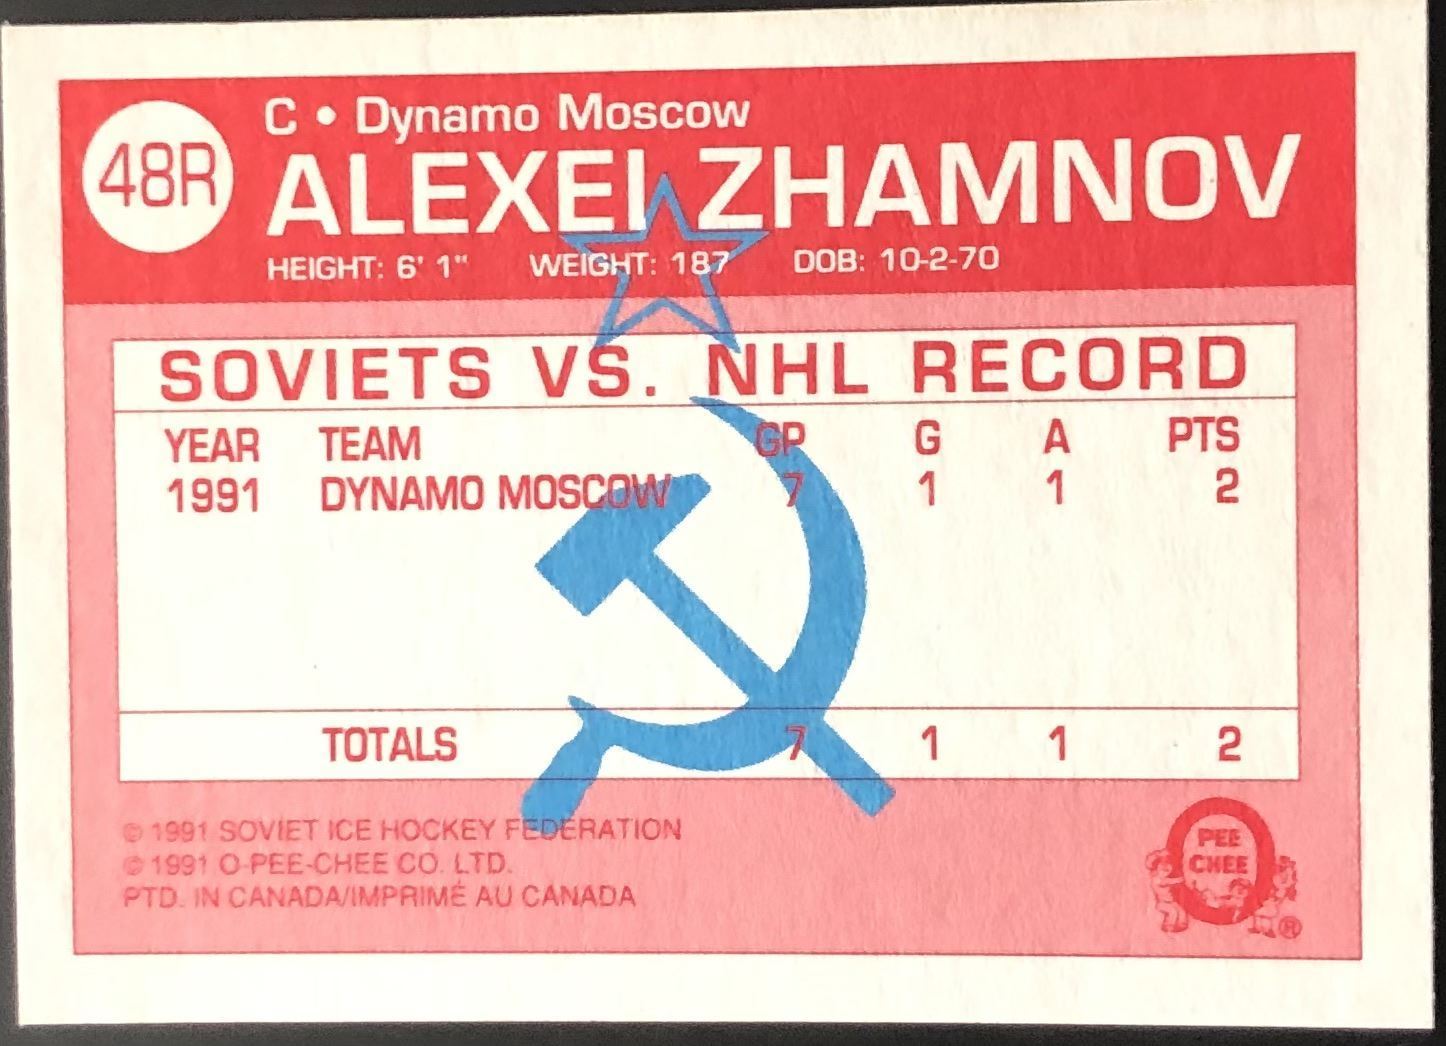 48R
C • Dynamo Moscow
ALEXEI ZHAMNOV
HEIGHT: 6' 1" WEIGHT: 187 DOB: 10-2-70
SOVIETS VS. NHL RECORD
YEAR TEAM GP G A PTS
1991 DYNAMO MOSCOW 7 1 1 2
TOTALS 7 1 1 2
© 1991 SOVIET ICE HOCKEY FEDERATION
© 1991 O-PEE-CHEE CO. LTD.
PTD. IN CANADA/IMPRIMÉ AU CANADA
PEE
CHEE
®